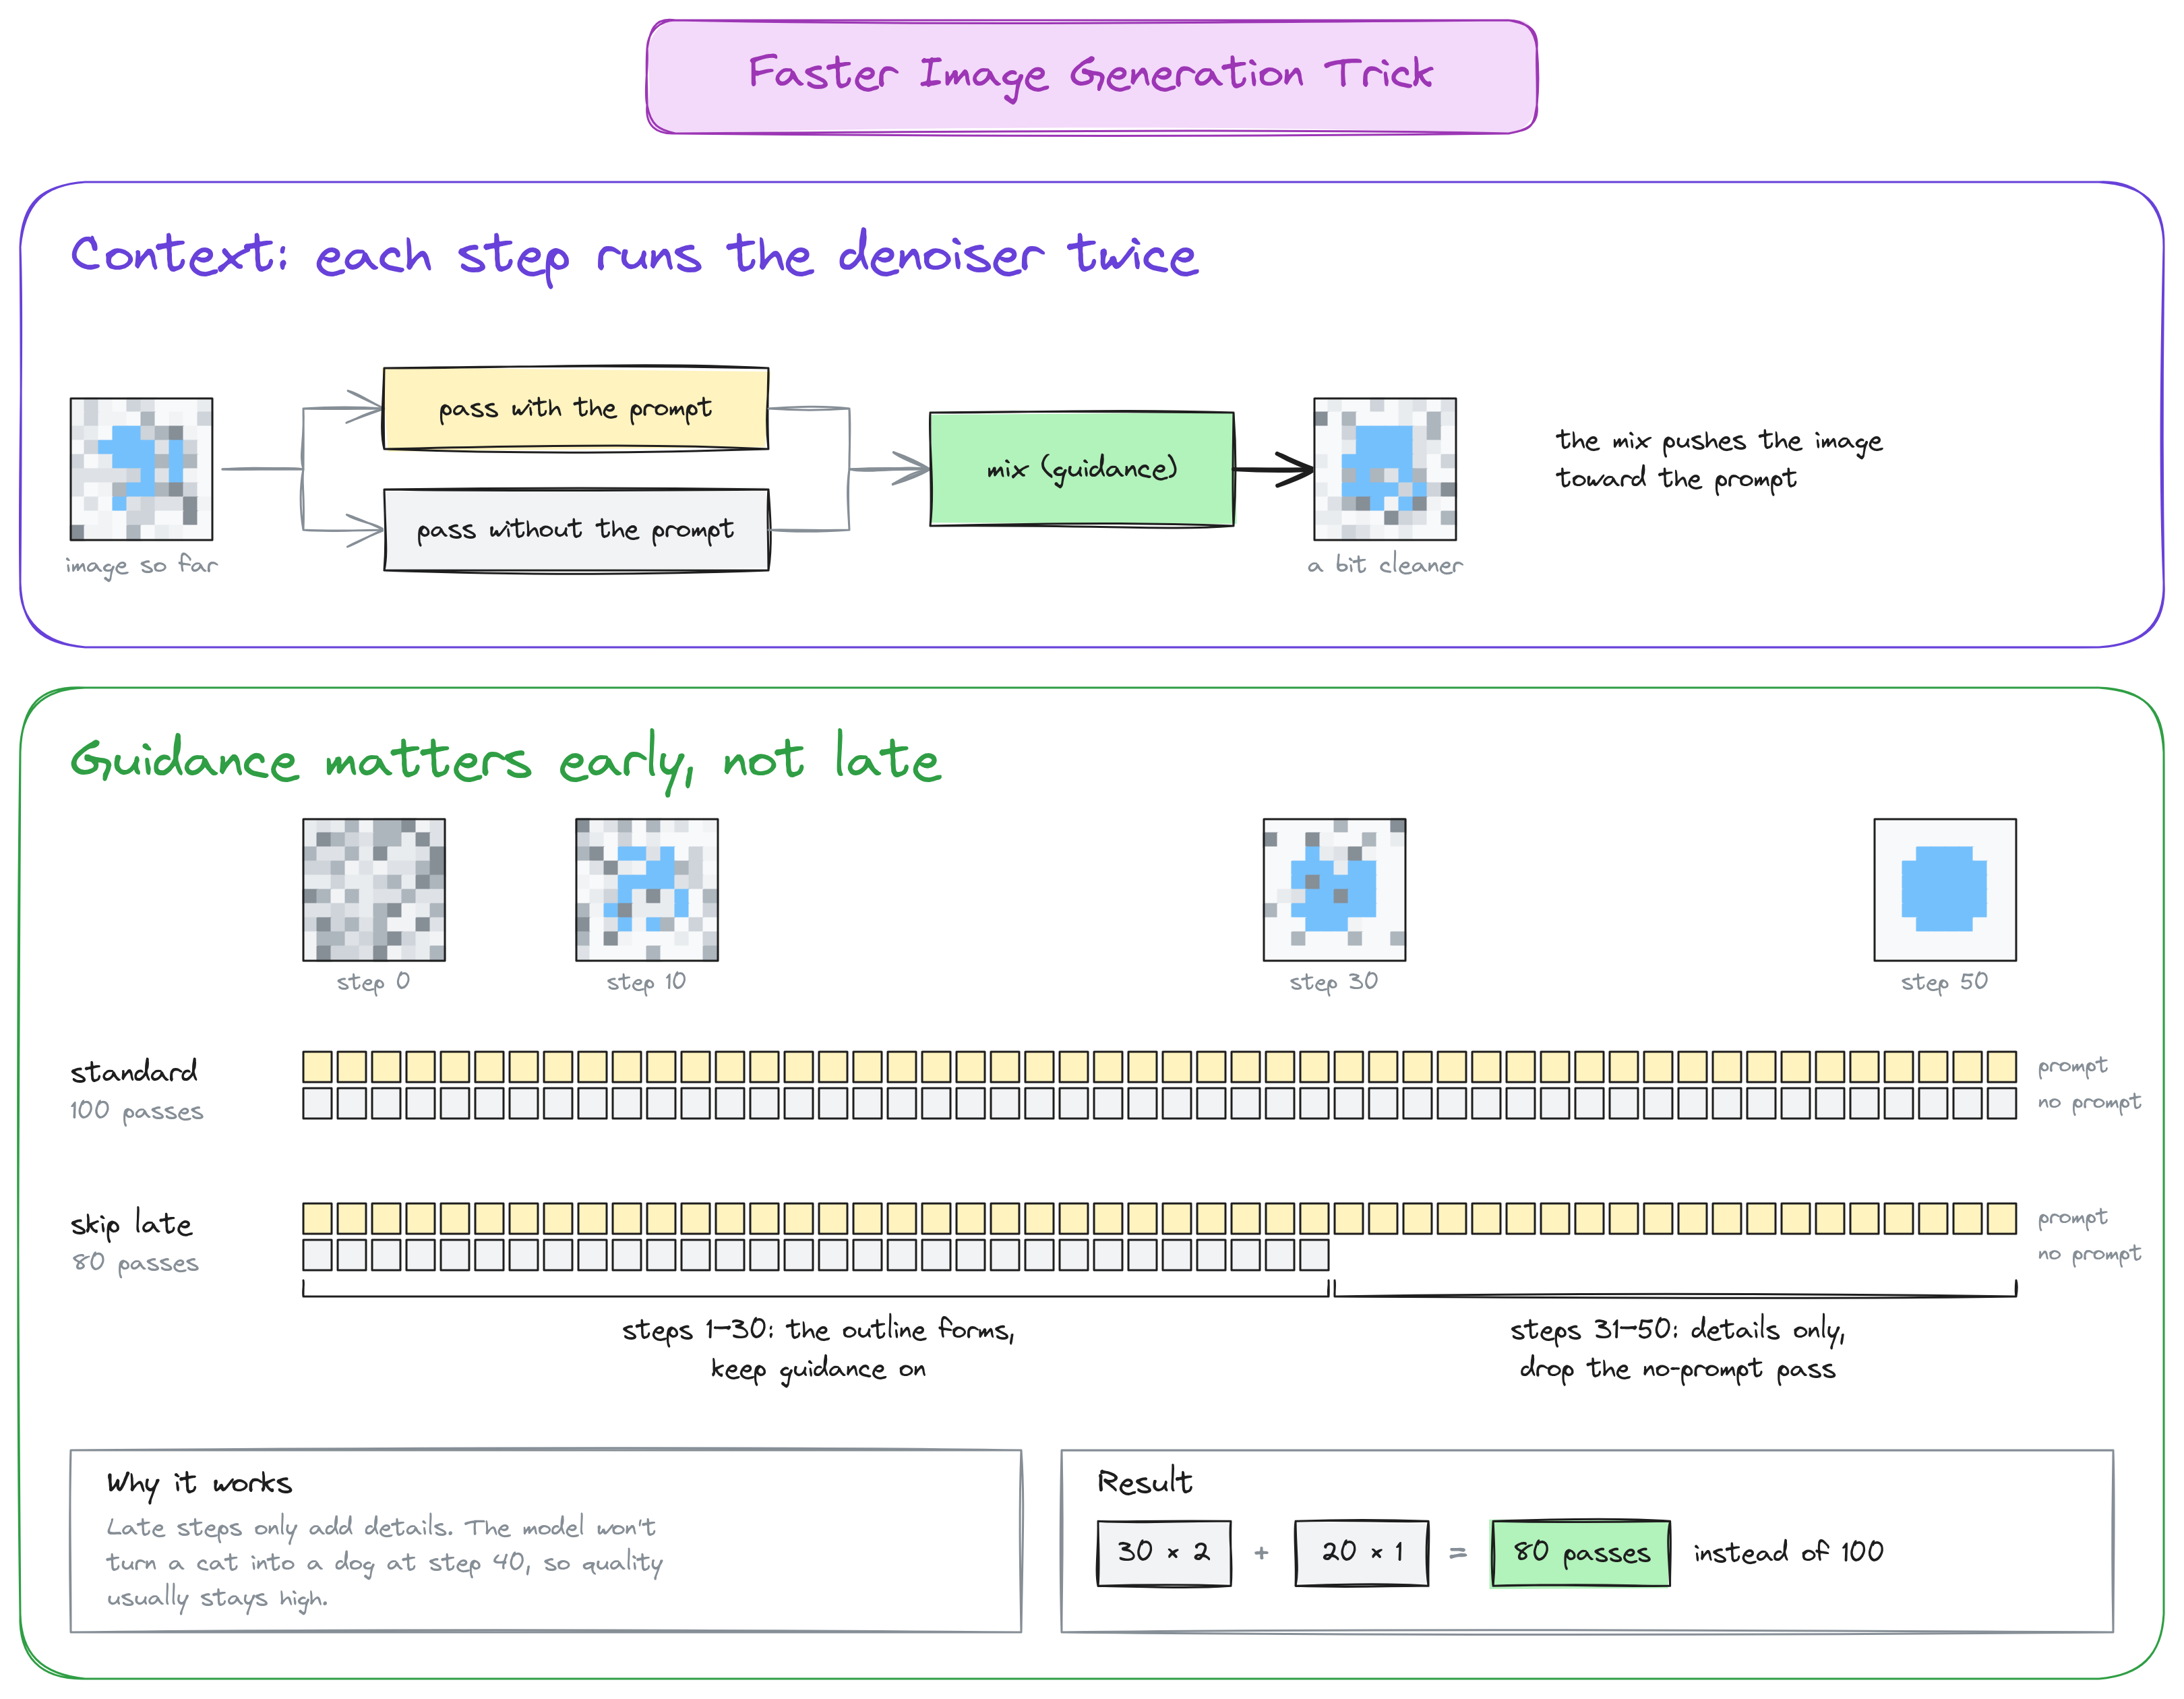 Faster Image Generation Trick
Context: each step runs the denoiser twice
pass with the prompt
pass without the prompt
mix (guidance)
the mix pushes the image
toward the prompt
image so far
a bit cleaner
Guidance matters early, not late
step 0
step 10
step 30
step 50
standard
100 passes
prompt
no prompt
skip late
80 passes
prompt
no prompt
steps 1–30: the outline forms,
keep guidance on
steps 31–50: details only,
drop the no-prompt pass
Why it works
Late steps only add details. The model won't
turn a cat into a dog at step 40, so quality
usually stays high.
Result
30 × 2 + 20 × 1 = 80 passes instead of 100